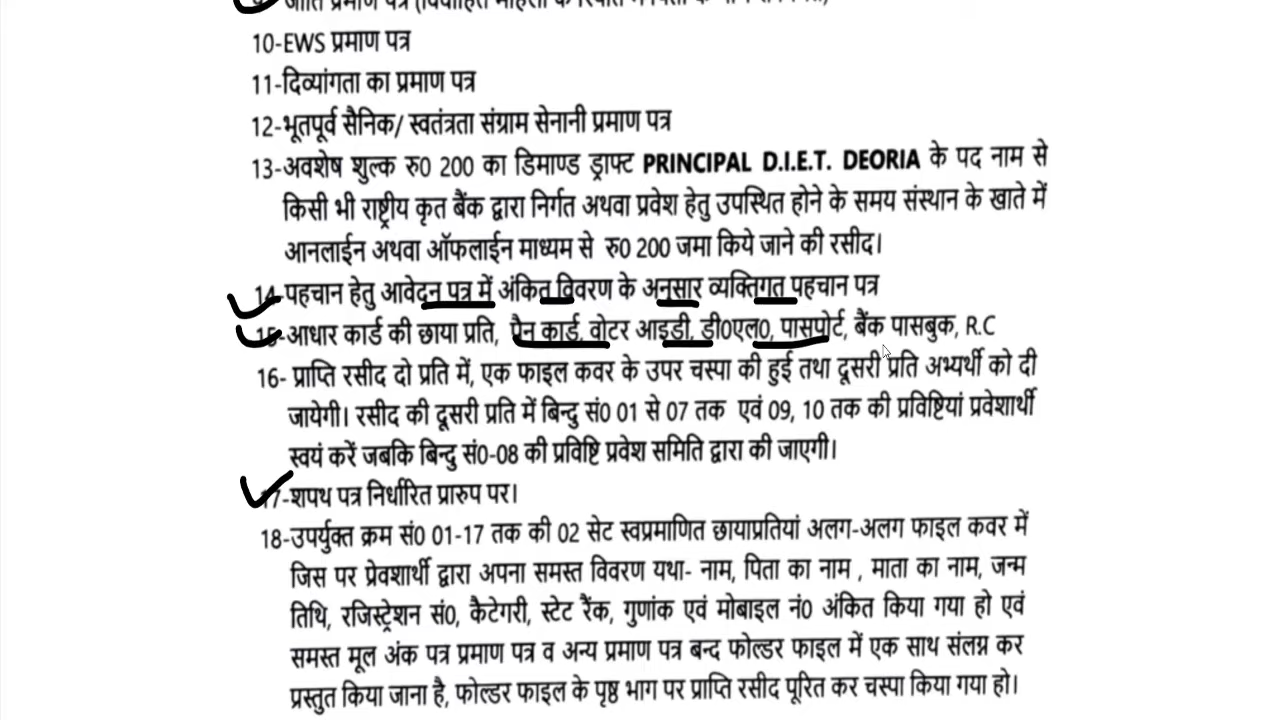 जाति प्रमाण पत्र (विवाहित महिला के
10-EWS प्रमाण पत्र
11-दिव्यांगता का प्रमाण पत्र
12-भूतपूर्व सैनिक/ स्वतंत्रता संग्राम सेनानी प्रमाण पत्र
13-अवशेष शुल्क रु0 200 का डिमाण्ड ड्राफ्ट PRINCIPAL D.I.E.T. DEORIA के पद नाम से
किसी भी राष्ट्रीय कृत बैंक द्वारा निर्गत अथवा प्रवेश हेतु उपस्थित होने के समय संस्थान के खाते में
आनलाईन अथवा ऑफलाईन माध्यम से रु0 200 जमा किये जाने की रसीद।
14-पहचान हेतु आवेदन पत्र में अंकित विवरण के अनुसार व्यक्तिगत पहचान पत्र
15-आधार कार्ड की छाया प्रति, पैन कार्ड, वोटर आइडी, डी0एल0, पासपोर्ट, बैंक पासबुक, R.C
16- प्राप्ति रसीद दो प्रति में, एक फाइल कवर के उपर चस्पा की हुई तथा दूसरी प्रति अभ्यर्थी को दी
जायेगी। रसीद की दूसरी प्रति में बिन्दु सं0 01 से 07 तक एवं 09, 10 तक की प्रविष्टियां प्रवेशार्थी
स्वयं करें जबकि बिन्दु सं0-08 की प्रविष्टि प्रवेश समिति द्वारा की जाएगी।
17-शपथ पत्र निर्धारित प्रारुप पर।
18-उपर्युक्त क्रम सं0 01-17 तक की 02 सेट स्वप्रमाणित छायाप्रतियां अलग-अलग फाइल कवर में
जिस पर प्रेवशार्थी द्वारा अपना समस्त विवरण यथा- नाम, पिता का नाम , माता का नाम, जन्म
तिथि, रजिस्ट्रेशन सं0, कैटेगरी, स्टेट रैंक, गुणांक एवं मोबाइल नं0 अंकित किया गया हो एवं
समस्त मूल अंक पत्र प्रमाण पत्र व अन्य प्रमाण पत्र बन्द फोल्डर फाइल में एक साथ संलग्न कर
प्रस्तुत किया जाना है, फोल्डर फाइल के पृष्ठ भाग पर प्राप्ति रसीद पूरित कर चस्पा किया गया हो।